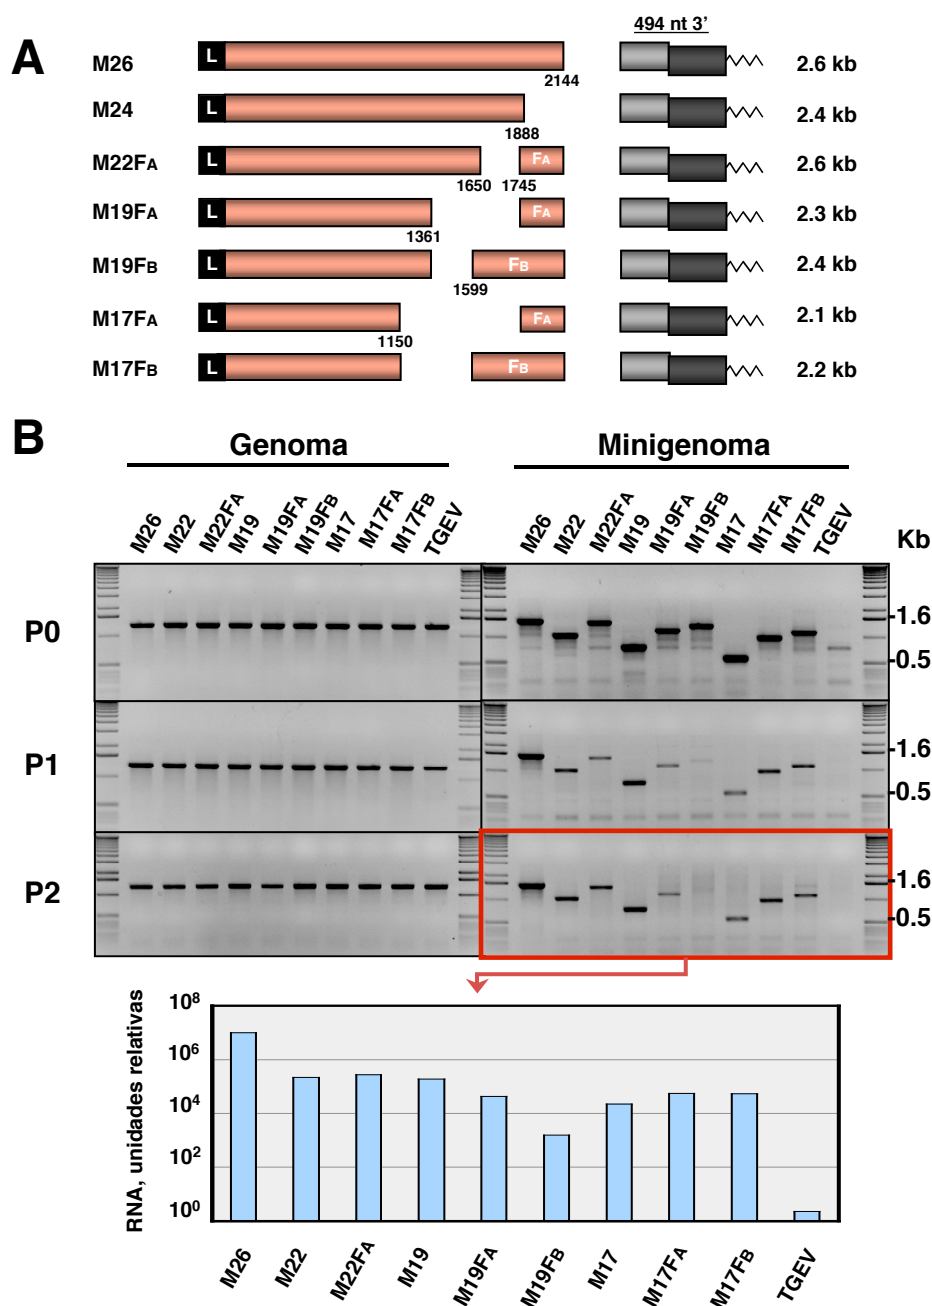 A
494 nt 3’
M26 L 2144 2.6 kb
M24 L 1888 2.4 kb
M22FA L 1650 1745 FA 2.6 kb
M19FA L 1361 FA 2.3 kb
M19FB L 1599 FB 2.4 kb
M17FA L 1150 FA 2.1 kb
M17FB L FB 2.2 kb
B
Genoma Minigenoma
M26 M22 M22FA M19 M19FA M19FB M17 M17FA M17FB TGEV M26 M22 M22FA M19 M19FA M19FB M17 M17FA M17FB TGEV Kb
P0 -1.6
-0.5
P1 -1.6
-0.5
P2 -1.6
-0.5
RNA, unidades relativas
10^8
10^6
10^4
10^2
10^0
M26 M22 M22FA M19 M19FA M19FB M17 M17FA M17FB TGEV